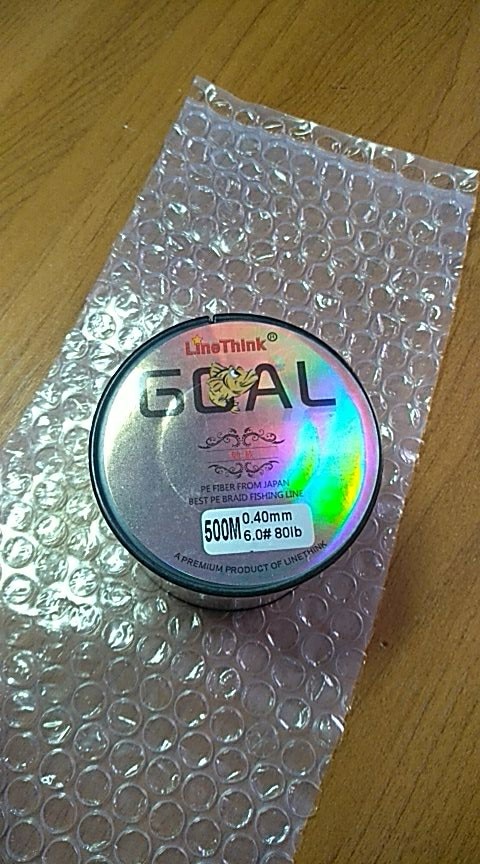 LineThink®
GOAL
PE FIBER FROM JAPAN
BEST PE BRAID FISHING LINE
500M 0.40mm
6.0# 80lb
A PREMIUM PRODUCT OF LINETHINK